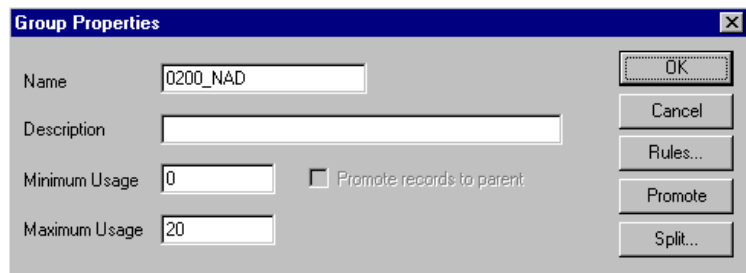 Group Properties
Name 0200_NAD
Description
Minimum Usage 0 Promote records to parent
Maximum Usage 20
OK
Cancel
Rules...
Promote
Split...